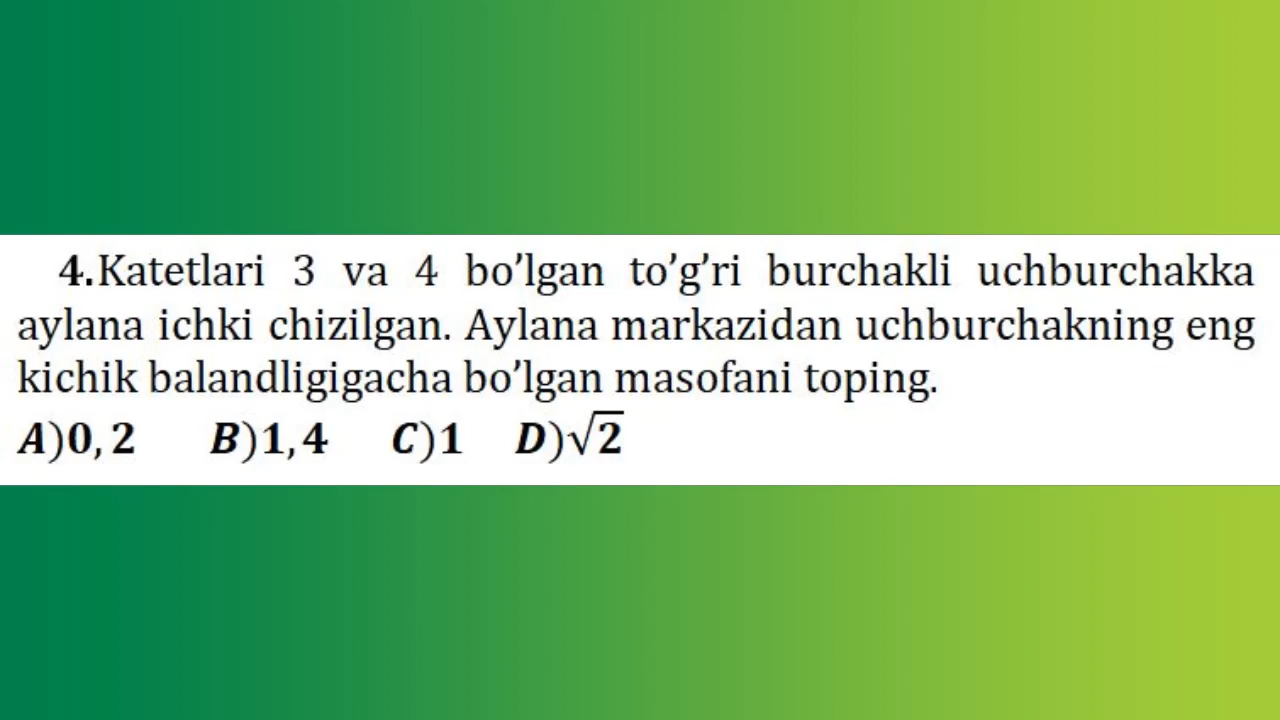 4.Katetlari 3 va 4 bo’lgan to’g’ri burchakli uchburchakka
aylana ichki chizilgan. Aylana markazidan uchburchakning eng
kichik balandligigacha bo’lgan masofani toping.
A)0,2 B)1,4 C)1 D)√2